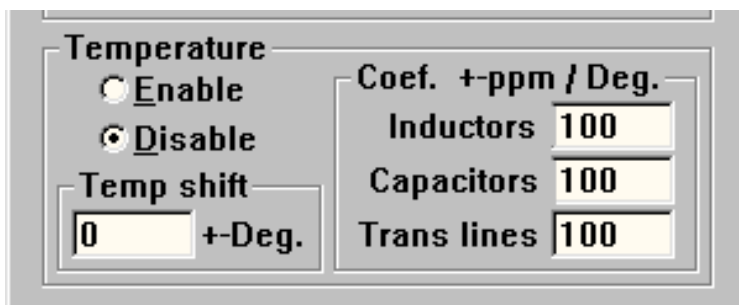 Temperature
Enable
Disable
Temp shift
0 +-Deg.
Coef. +-ppm / Deg.
Inductors 100
Capacitors 100
Trans lines 100